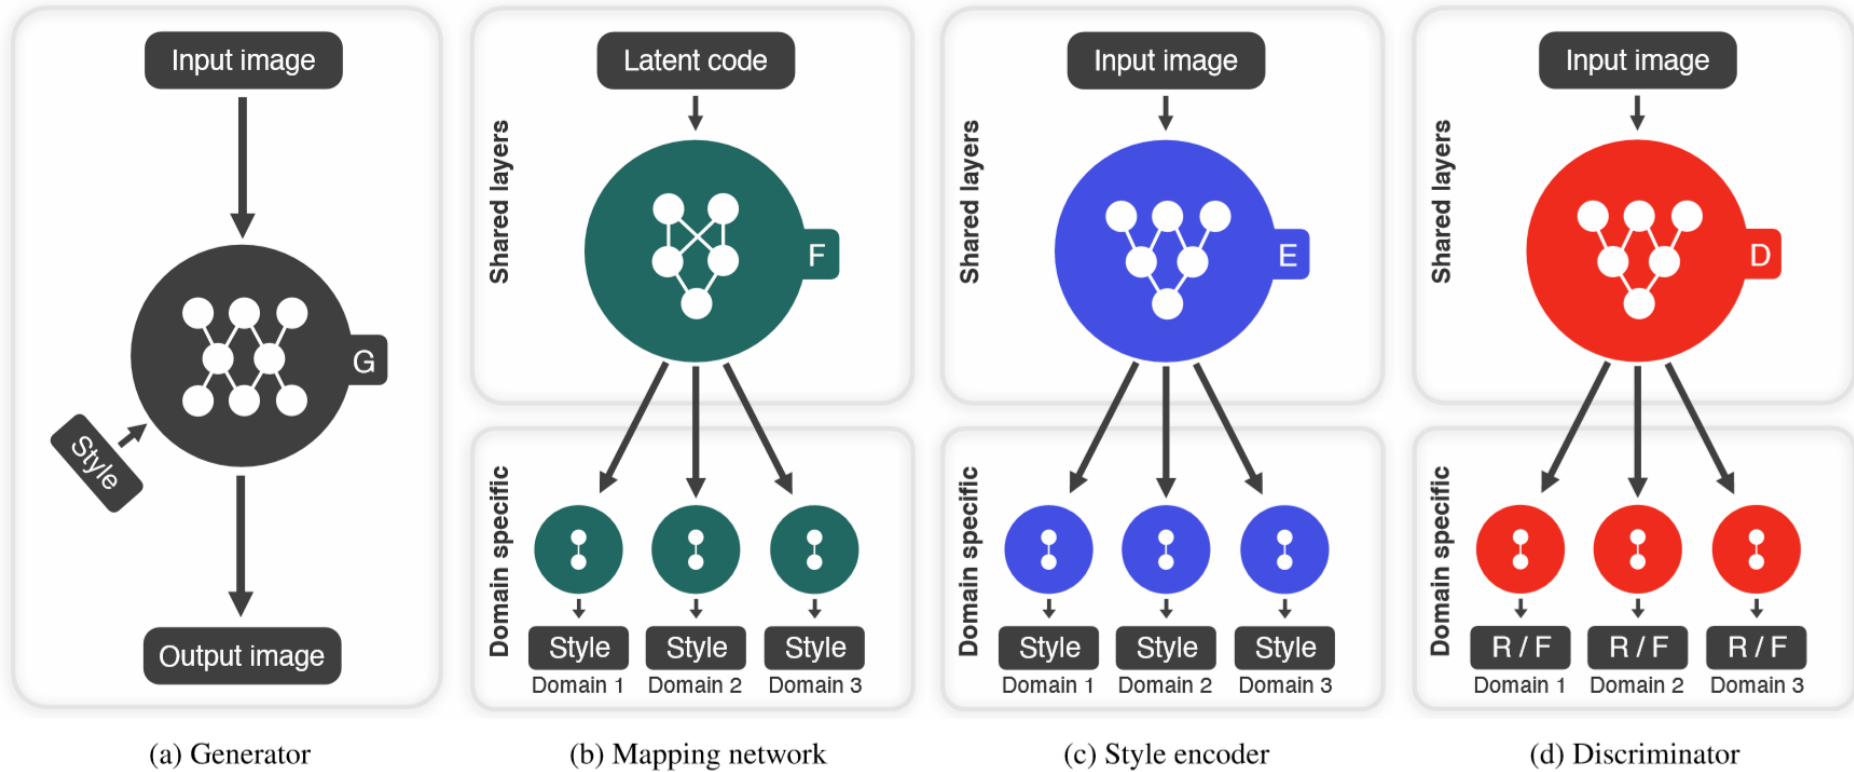 Input image
G
Style
Output image
(a) Generator
Latent code
Shared layers
F
Domain specific
Style Style Style
Domain 1 Domain 2 Domain 3
(b) Mapping network
Input image
Shared layers
E
Domain specific
Style Style Style
Domain 1 Domain 2 Domain 3
(c) Style encoder
Input image
Shared layers
D
Domain specific
R / F R / F R / F
Domain 1 Domain 2 Domain 3
(d) Discriminator